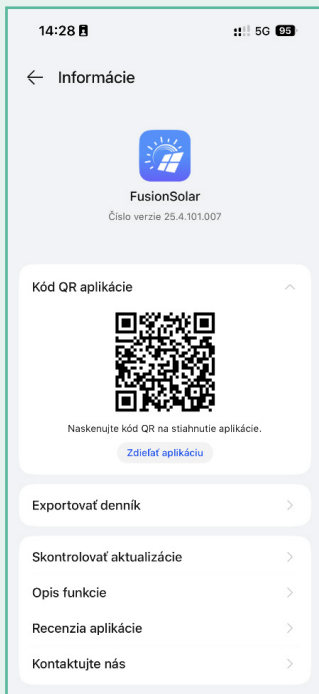 14:28
5G 95
Informácie
FusionSolar
Číslo verzie 25.4.101.007
Kód QR aplikácie
Naskenujte kód QR na stiahnutie aplikácie.
Zdieľať aplikáciu
Exportovať denník
Skontrolovať aktualizácie
Opis funkcie
Recenzia aplikácie
Kontaktujte nás